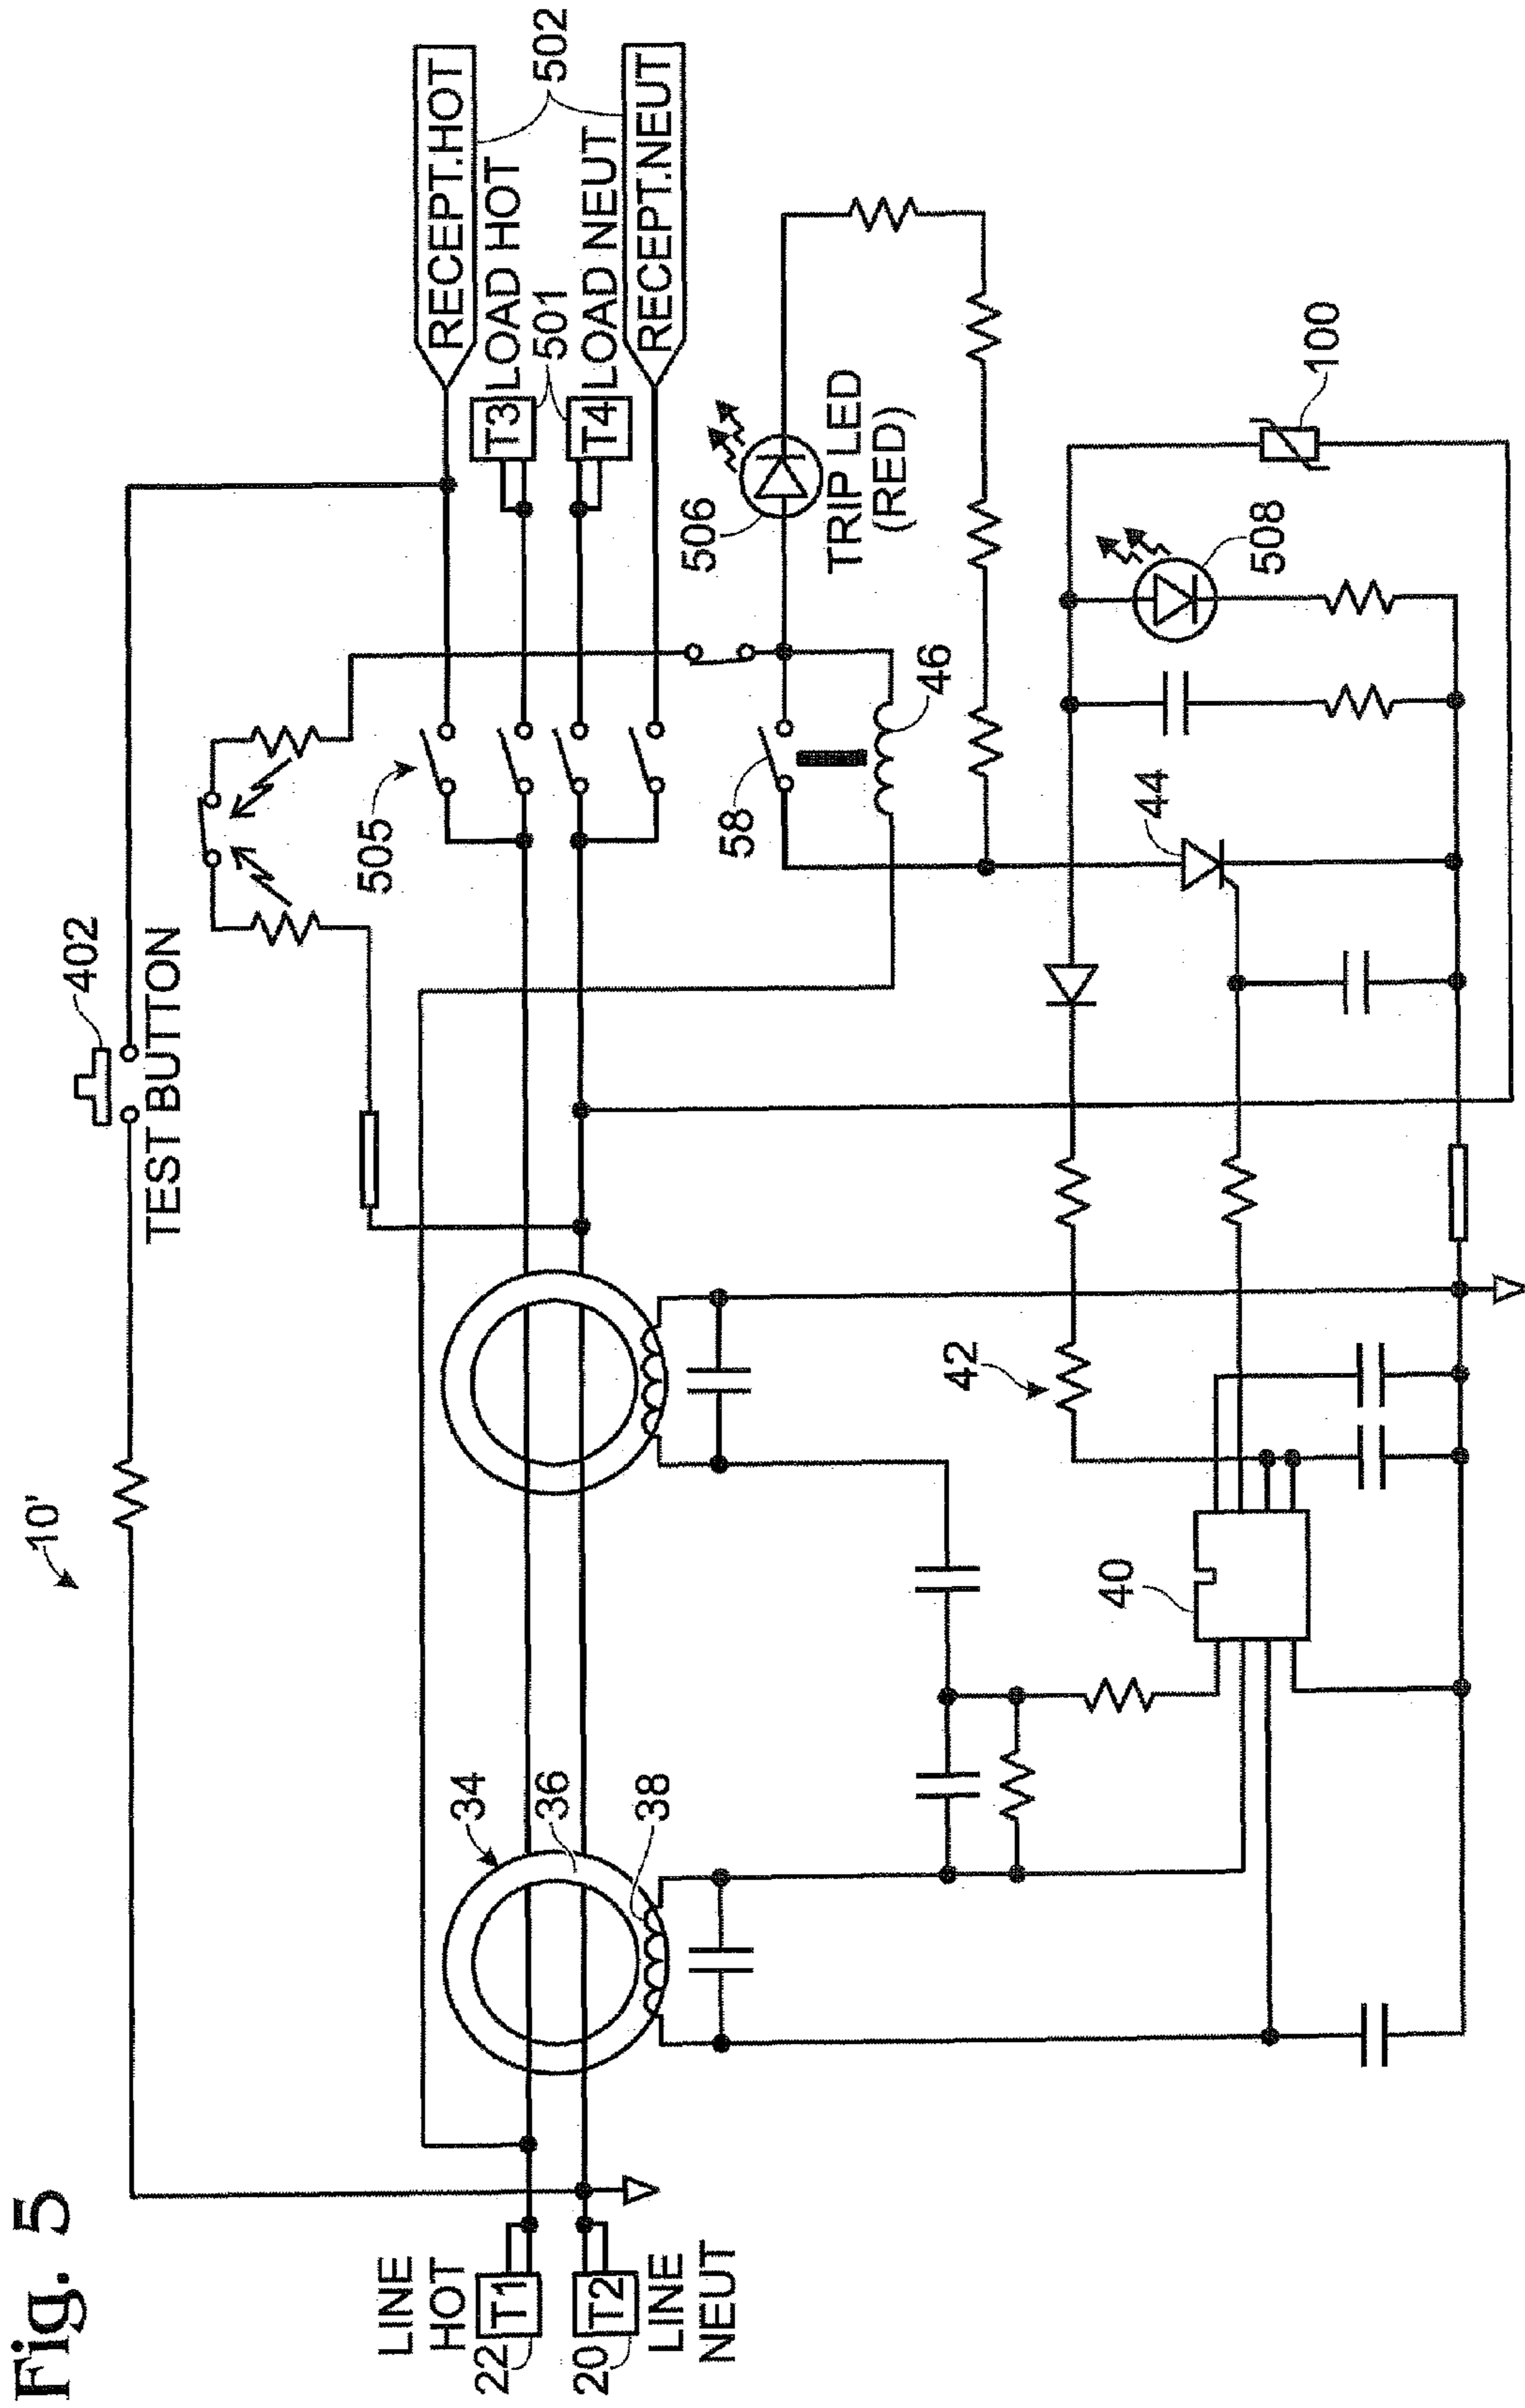 Fig. 5
10'
402
TEST BUTTON
505
RECEPT.HOT
502
T3
LOAD HOT
501
T4
LOAD NEUT
RECEPT.NEUT
LINE
HOT
22
T1
20
T2
LINE
NEUT
34
36
38
58
46
506
TRIP LED
(RED)
42
44
40
508
100